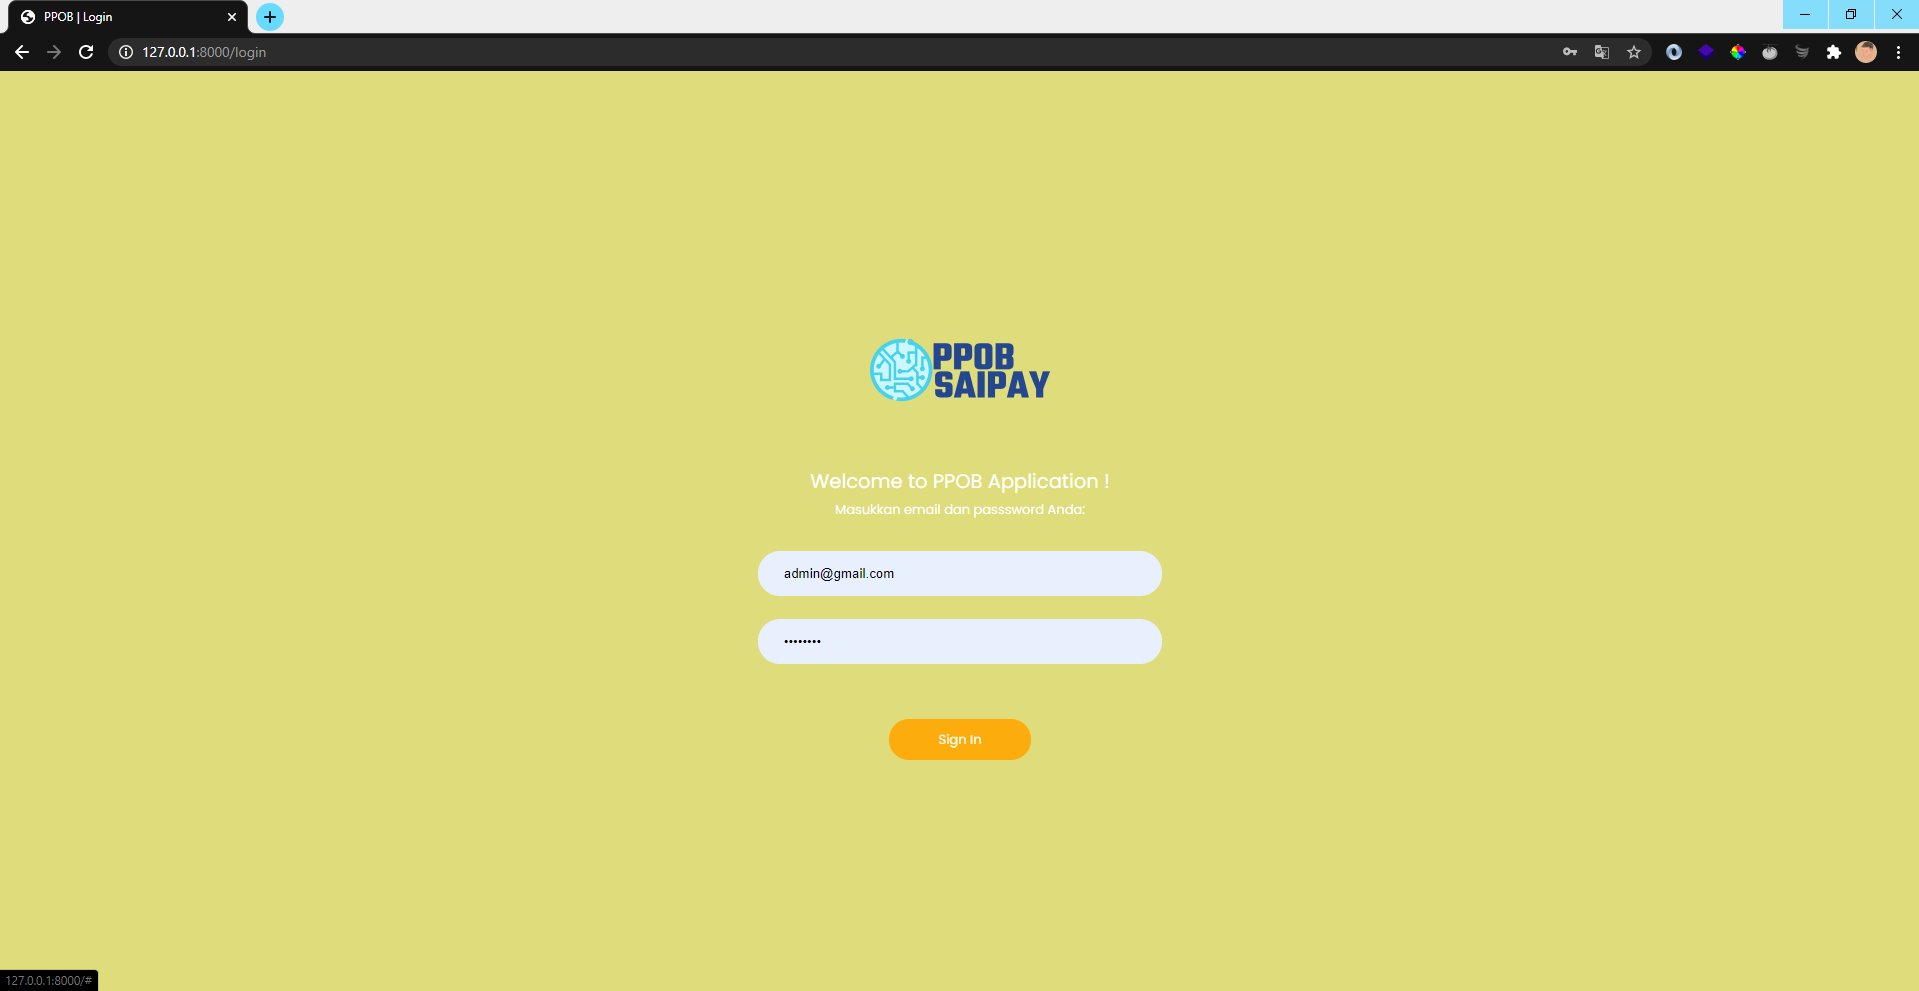 PPOB | Login
127.0.0.1:8000/login
PPOB
SAIPAY
Welcome to PPOB Application !
Masukkan email dan passsword Anda:
admin@gmail.com
••••••••
Sign In
127.0.0.1:8000/#